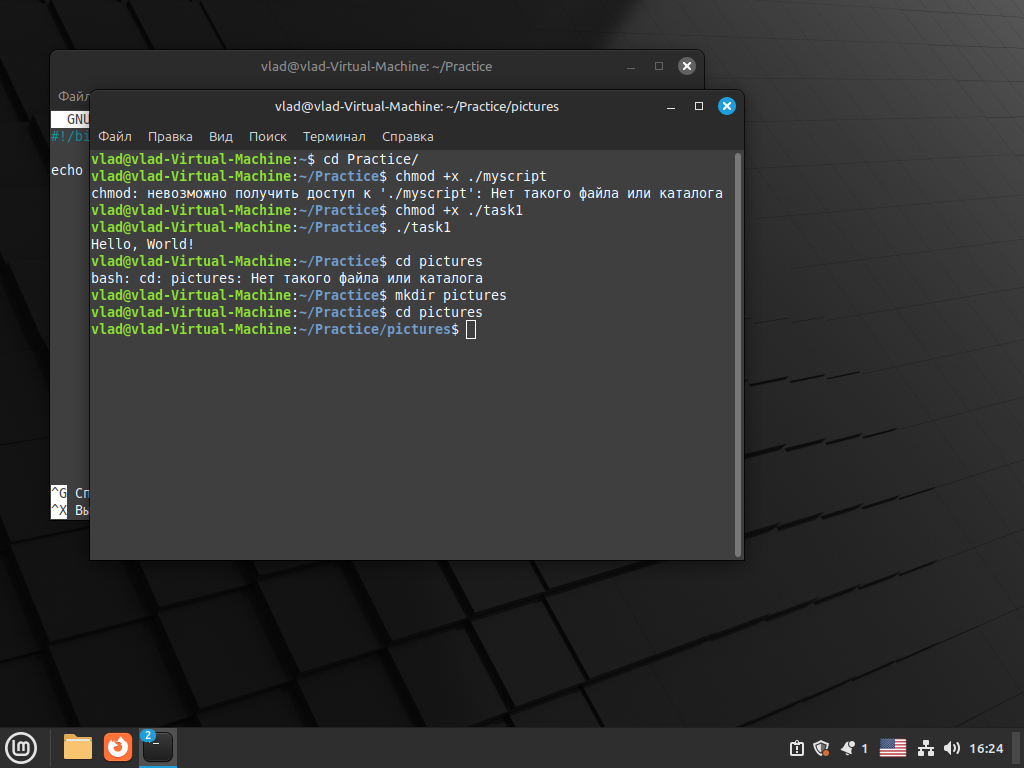 vlad@vlad-Virtual-Machine: ~/Practice
Файл
GNU
#!/bi
echo
^G Сп
^X Вы
vlad@vlad-Virtual-Machine: ~/Practice/pictures
Файл Правка Вид Поиск Терминал Справка
vlad@vlad-Virtual-Machine:~$ cd Practice/
vlad@vlad-Virtual-Machine:~/Practice$ chmod +x ./myscript
chmod: невозможно получить доступ к './myscript': Нет такого файла или каталога
vlad@vlad-Virtual-Machine:~/Practice$ chmod +x ./task1
vlad@vlad-Virtual-Machine:~/Practice$ ./task1
Hello, World!
vlad@vlad-Virtual-Machine:~/Practice$ cd pictures
bash: cd: pictures: Нет такого файла или каталога
vlad@vlad-Virtual-Machine:~/Practice$ mkdir pictures
vlad@vlad-Virtual-Machine:~/Practice$ cd pictures
vlad@vlad-Virtual-Machine:~/Practice/pictures$
2
1 16:24